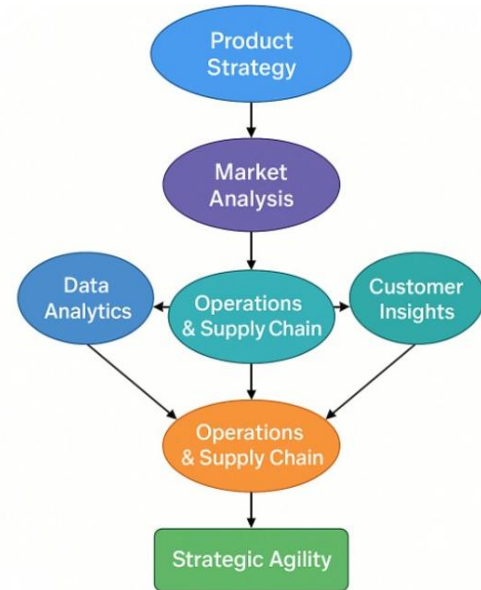 Product
Strategy
Market
Analysis
Data
Analytics
Operations
& Supply Chain
Customer
Insights
Operations
& Supply Chain
Strategic Agility